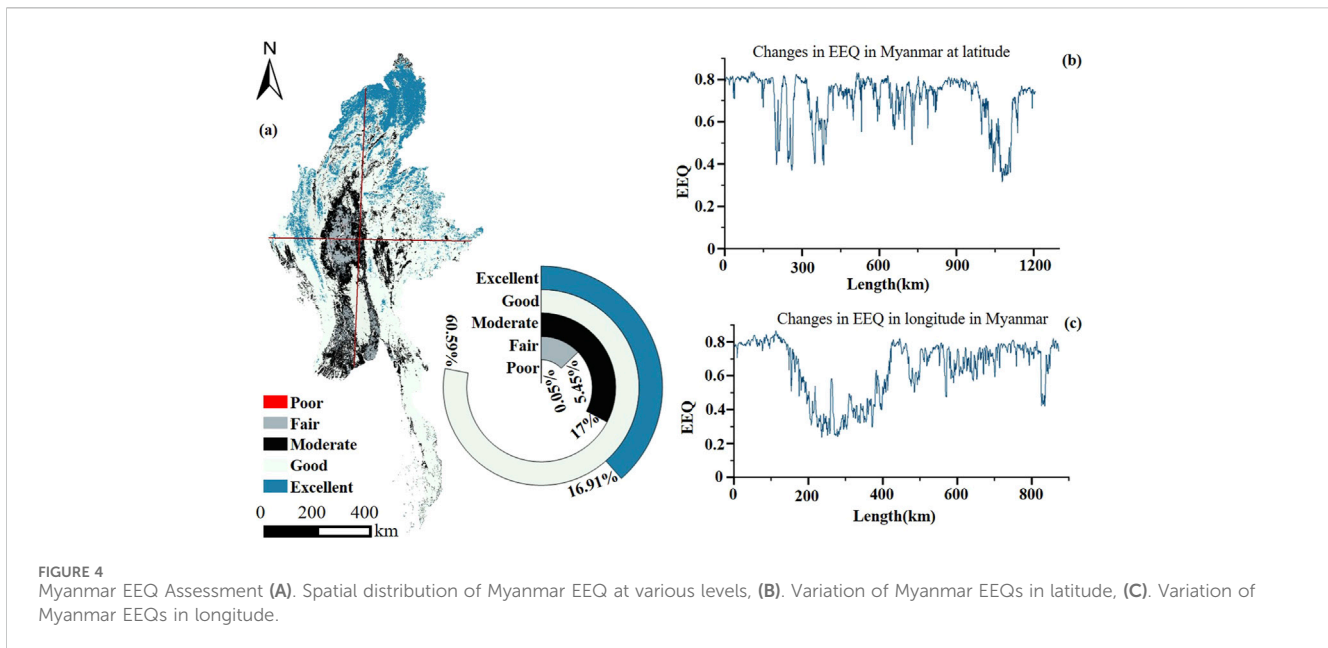 N
(a)
Poor
Fair
Moderate
Good
Excellent
0 200 400
km
Excellent
Good
Moderate
Fair
Poor
60.59%
0.05%
5.45%
17%
16.91%
Changes in EEQ in Myanmar at latitude
(b)
EEQ
0.8
0.6
0.4
0.2
0
0 300 600 900 1200
Length(km)
Changes in EEQ in longitude in Myanmar
(c)
EEQ
0.8
0.6
0.4
0.2
0
0 200 400 600 800
Length(km)
FIGURE 4
Myanmar EEQ Assessment (A). Spatial distribution of Myanmar EEQ at various levels, (B). Variation of Myanmar EEQs in latitude, (C). Variation of
Myanmar EEQs in longitude.